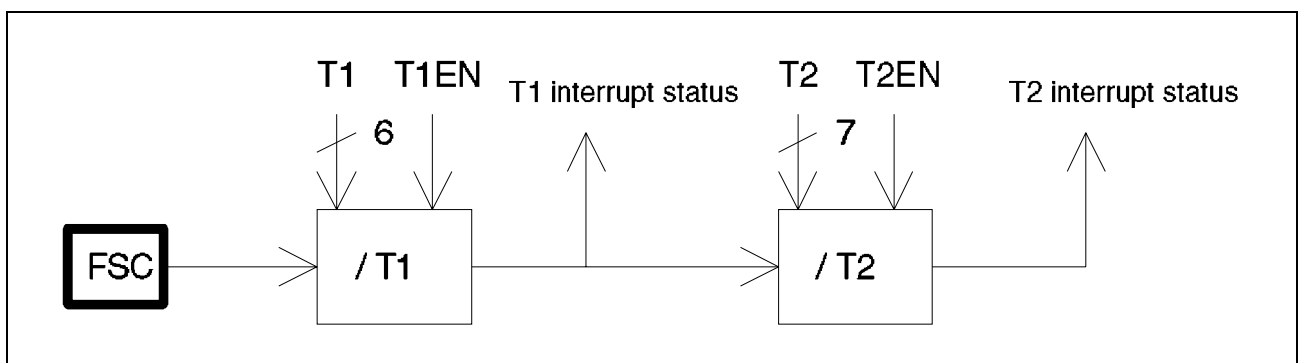 T1 T1EN T1 interrupt status T2 T2EN T2 interrupt status
6 7
FSC / T1 / T2